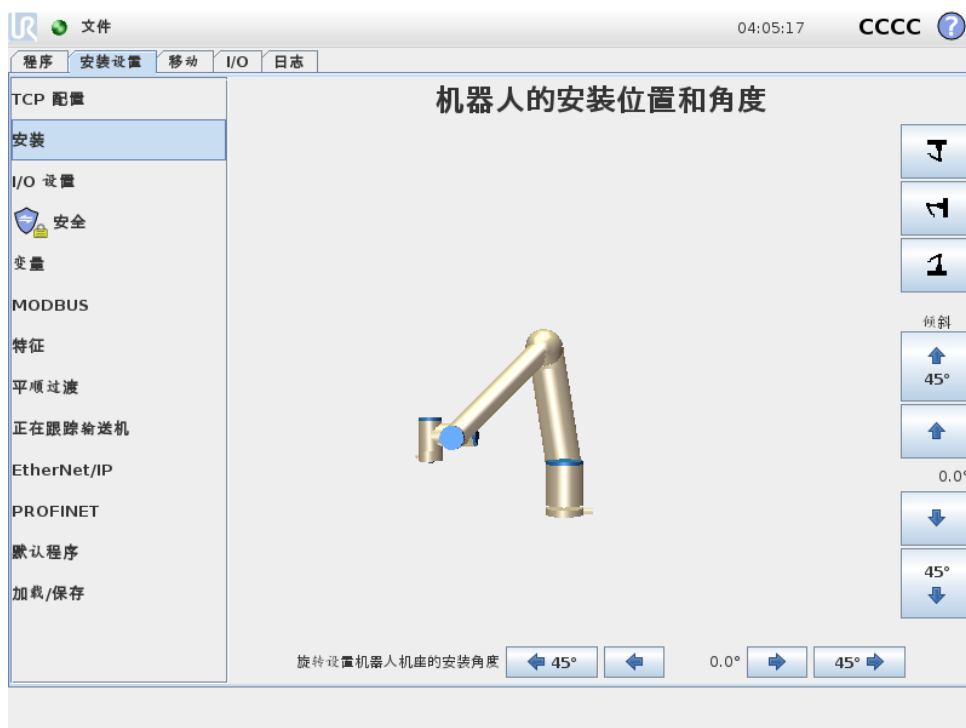 UR 文件 04:05:17 CCCC ?
程序 安装设置 移动 I/O 日志
TCP 配置
机器人的安装位置和角度
安装
I/O 设置
安全
变量
MODBUS
特征
倾斜
平顺过渡
45°
正在跟踪输送机
EtherNet/IP
0.0°
PROFINET
默认程序
45°
加载/保存
旋转设置机器人机座的安装角度 45° 0.0° 45°